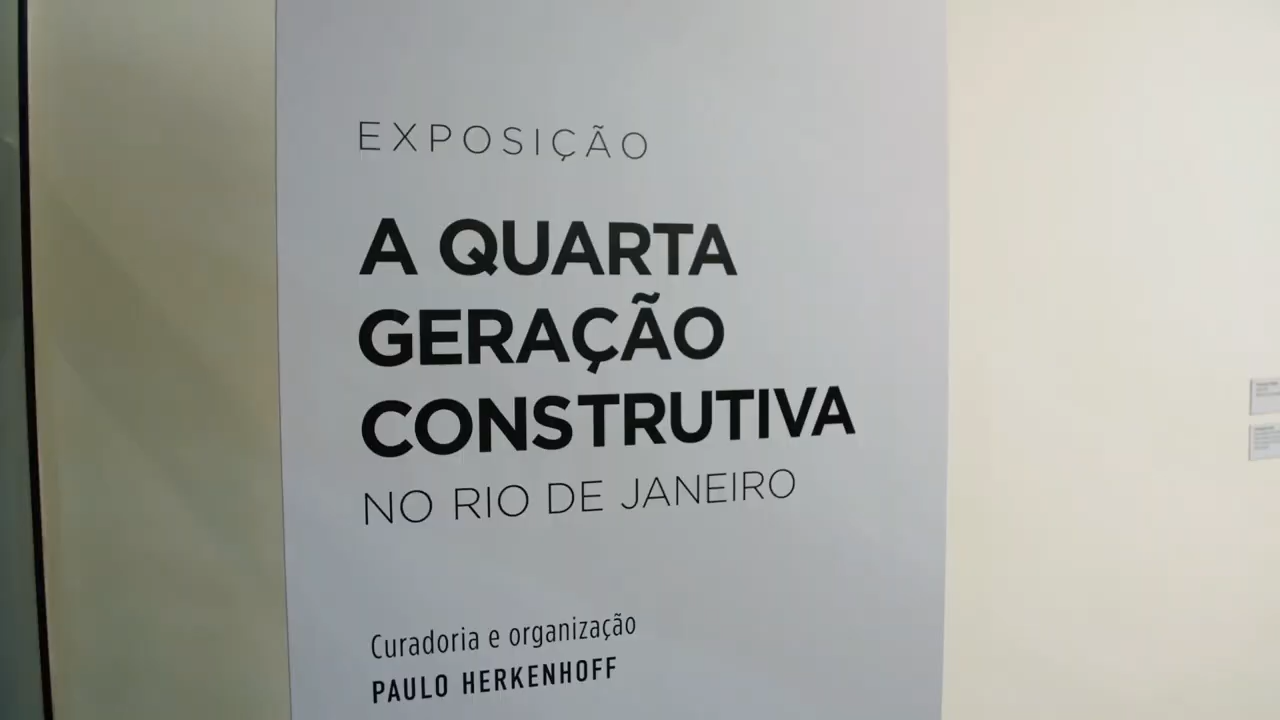 EXPOSIÇÃO
A QUARTA
GERAÇÃO
CONSTRUTIVA
NO RIO DE JANEIRO
Curadoria e organização
PAULO HERKENHOFF